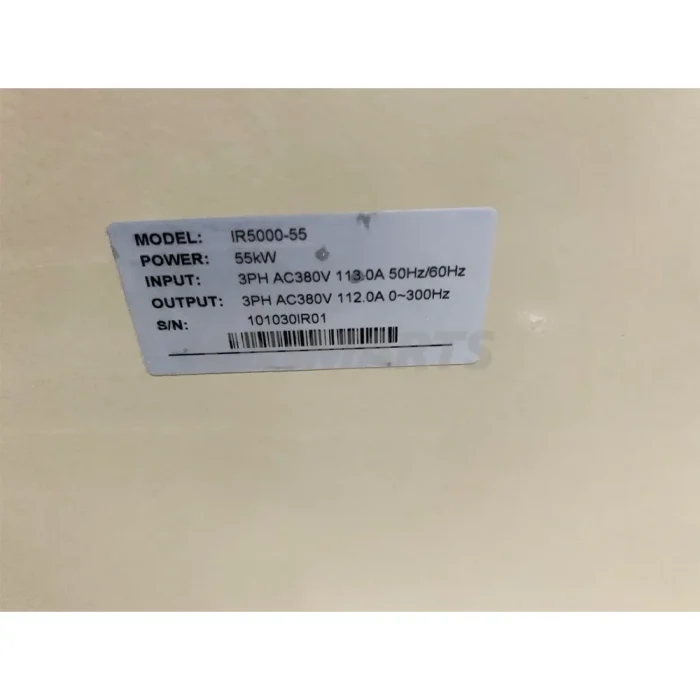 MODEL: IR5000-55
POWER: 55kW
INPUT: 3PH AC380V 113.0A 50Hz/60Hz
OUTPUT: 3PH AC380V 112.0A 0~300Hz
S/N: 101030IR01